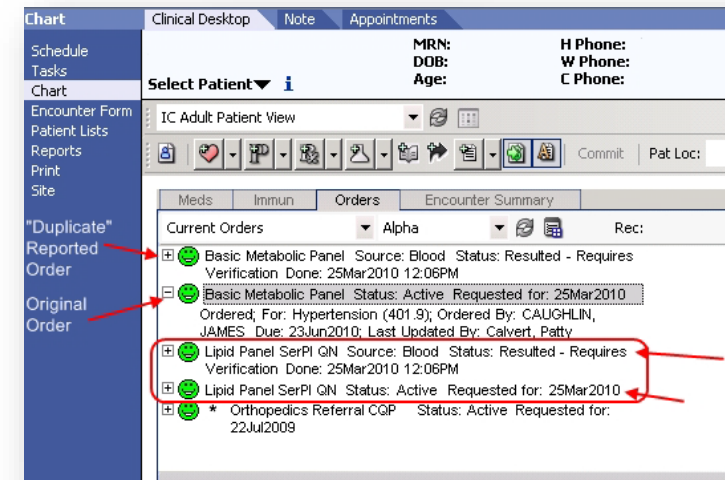 Chart
Clinical Desktop Note Appointments
Schedule
Tasks
Chart
Encounter Form
Patient Lists
Reports
Print
Site
MRN: H Phone:
DOB: W Phone:
Select Patient Age: C Phone:
IC Adult Patient View
Commit Pat Loc:
Meds Immun Orders Encounter Summary
Current Orders Alpha Rec:
"Duplicate"
Reported
Order
Original
Order
Basic Metabolic Panel Source: Blood Status: Resulted - Requires
Verification Done: 25Mar2010 12:06PM
Basic Metabolic Panel Status: Active Requested for: 25Mar2010
Ordered; For: Hypertension (401.9); Ordered By: CAUGHLIN,
JAMES Due: 23Jun2010; Last Updated By: Calvert, Patty
Lipid Panel SerPl QN Source: Blood Status: Resulted - Requires
Verification Done: 25Mar2010 12:06PM
Lipid Panel SerPl QN Status: Active Requested for: 25Mar2010
* Orthopedics Referral CQP Status: Active Requested for:
22Jul2009